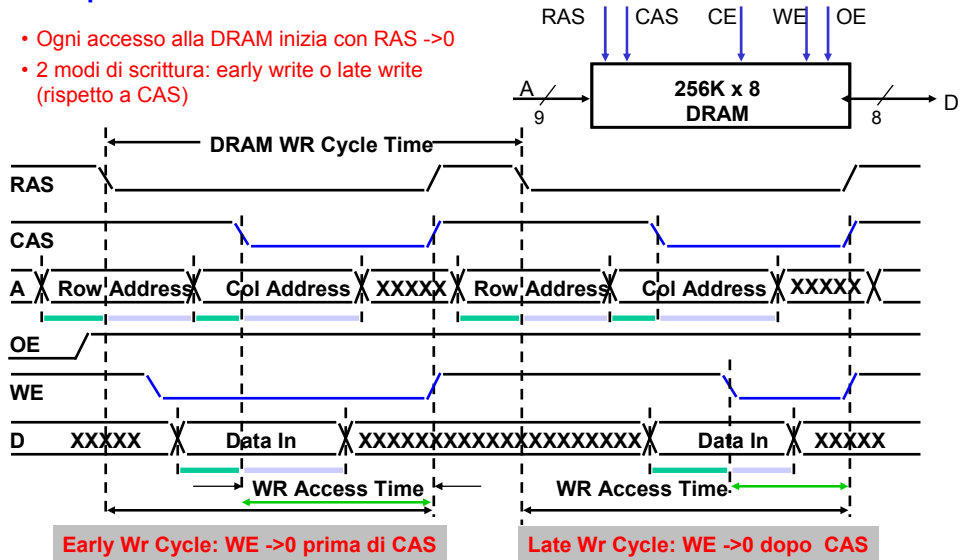 • Ogni accesso alla DRAM inizia con RAS ->0
• 2 modi di scrittura: early write o late write
(rispetto a CAS)
RAS CAS CE WE OE
A 256K x 8 D
9 DRAM 8
DRAM WR Cycle Time
RAS
CAS
A Row Address Col Address XXXXX Row Address Col Address XXXXX
OE
WE
D XXXXX Data In XXXXXXXXXXXXXXXXXXXX Data In XXXXX
WR Access Time WR Access Time
Early Wr Cycle: WE ->0 prima di CAS Late Wr Cycle: WE ->0 dopo CAS